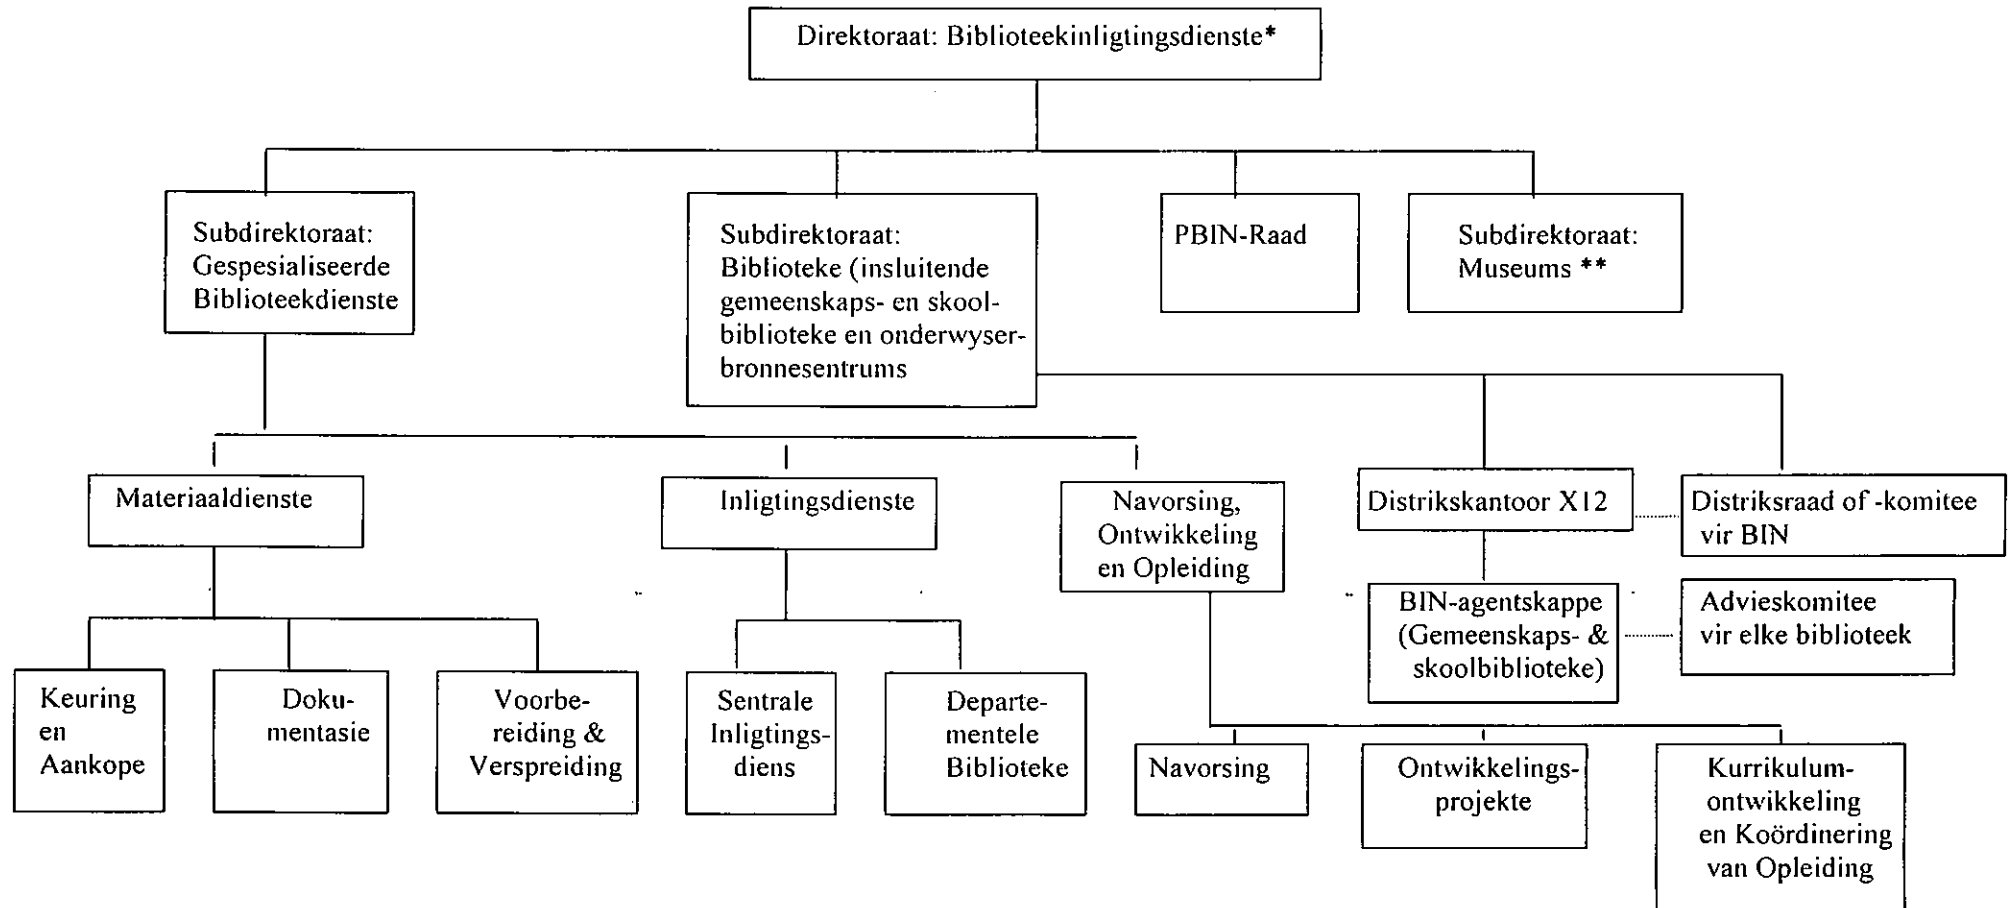 Direktoraat: Biblioteekinligtingsdienste*
Subdirektoraat:
Gespesialiseerde
Biblioteekdienste
Subdirektoraat:
Biblioteke (insluitende
gemeenskaps- en skool-
biblioteke en onderwyser-
bronnesentrums
PBIN-Raad
Subdirektoraat:
Museums **
Materiaaldienste
Inligtingsdienste
Navorsing,
Ontwikkeling
en Opleiding
Distrikskantoor X12
Distriksraad of -komitee
vir BIN
BIN-agentskappe
(Gemeenskaps- &
skoolbiblioteke)
Advieskomitee
vir elke biblioteek
Keuring
en
Aankope
Doku-
mentasie
Voorbe-
reiding &
Verspreiding
Sentrale
Inligtings-
diens
Departe-
mentele
Biblioteke
Navorsing
Ontwikkelings-
projekte
Kurrikulum-
ontwikkeling
en Koördinering
van Opleiding